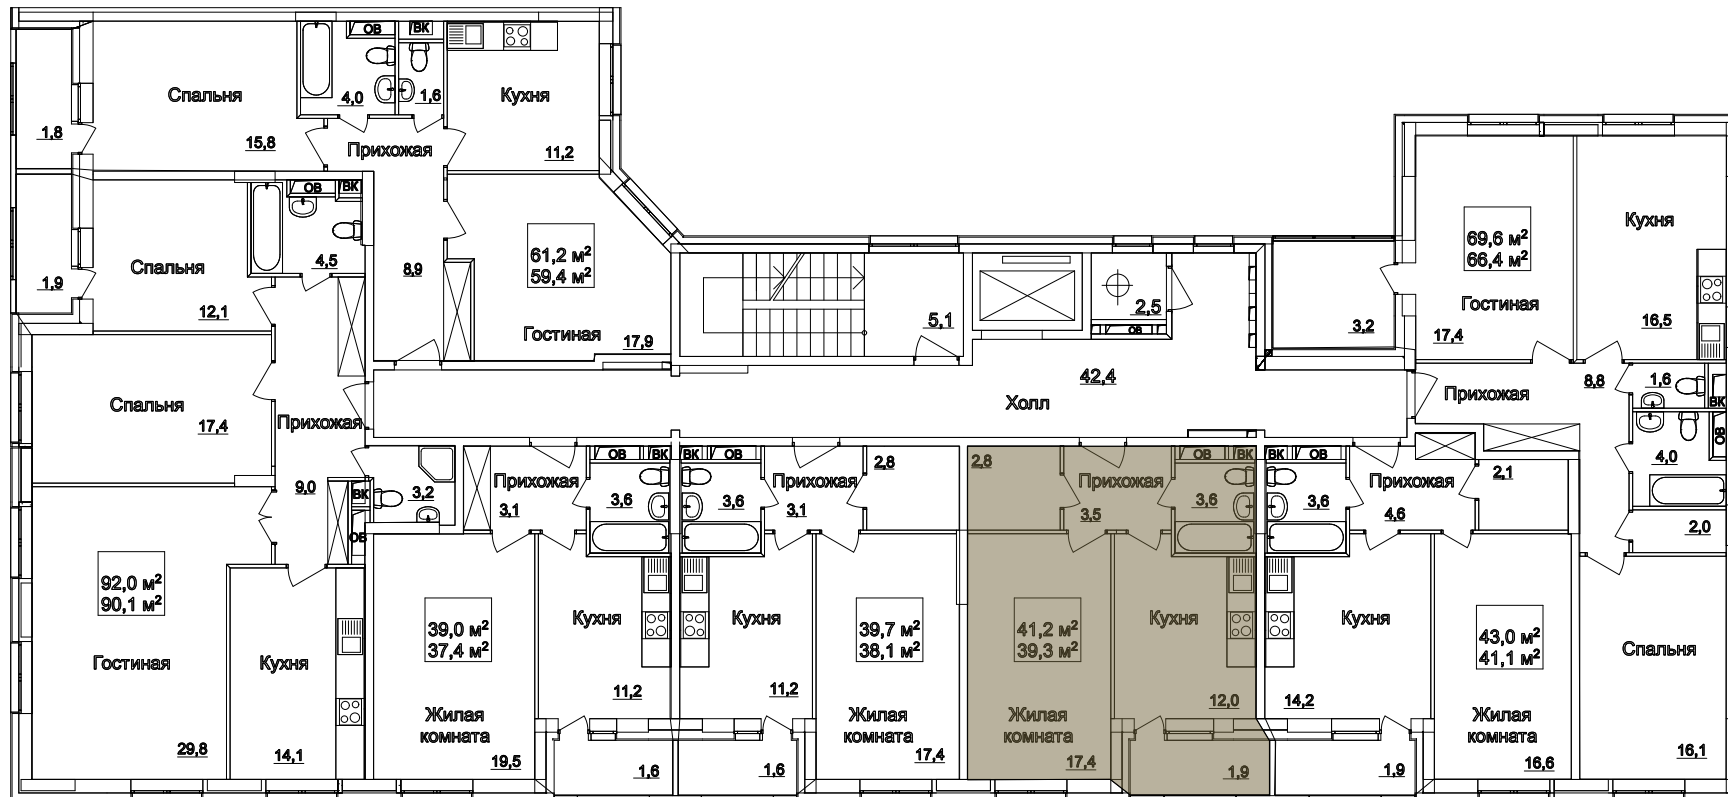 ОВ
ВК
Спальня
4,0
1,6
Кухня
1,8
15,8
Прихожая
11,2
ОВ
ВК
Кухня
61,2 м²
59,4 м²
69,6 м²
66,4 м²
4,5
8,9
Спальня
1,9
12,1
2,5
Гостиная
5,1
ОВ
3,2
Гостиная
16,5
17,9
17,4
42,4
8,8
1,6
Спальня
Холл
Прихожая
ВК
17,4
Прихожая
ОВ
ОВ
ВК
ВК
ОВ
2,8
2,8
ОВ
ВК
ВК
ОВ
4,0
9,0
ВК
3,2
Прихожая
3,1
3,6
3,6
Прихожая
3,1
Прихожая
3,5
3,6
3,6
Прихожая
4,6
2,1
2,0
ОВ
92,0 м²
90,1 м²
39,0 м²
37,4 м²
Кухня
Кухня
39,7 м²
38,1 м²
41,2 м²
39,3 м²
Кухня
Кухня
43,0 м²
41,1 м²
Гостиная
Кухня
Спальня
11,2
11,2
12,0
14,2
Жилая
комната
Жилая
комната
Жилая
комната
Жилая
комната
29,8
14,1
19,5
1,6
1,6
17,4
17,4
1,9
1,9
16,6
16,1